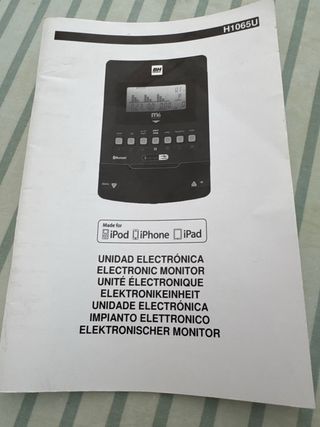 H1065U
BH
Made for
iPod iPhone iPad
UNIDAD ELECTRÓNICA
ELECTRONIC MONITOR
UNITÉ ÉLECTRONIQUE
ELEKTRONIKEINHEIT
UNIDADE ELECTRÓNICA
IMPIANTO ELETTRONICO
ELEKTRONISCHER MONITOR